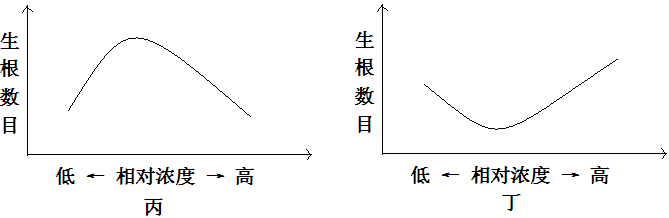 生根数目
低 ← 相对浓度 → 高
丙
生根数目
低 ← 相对浓度 → 高
丁